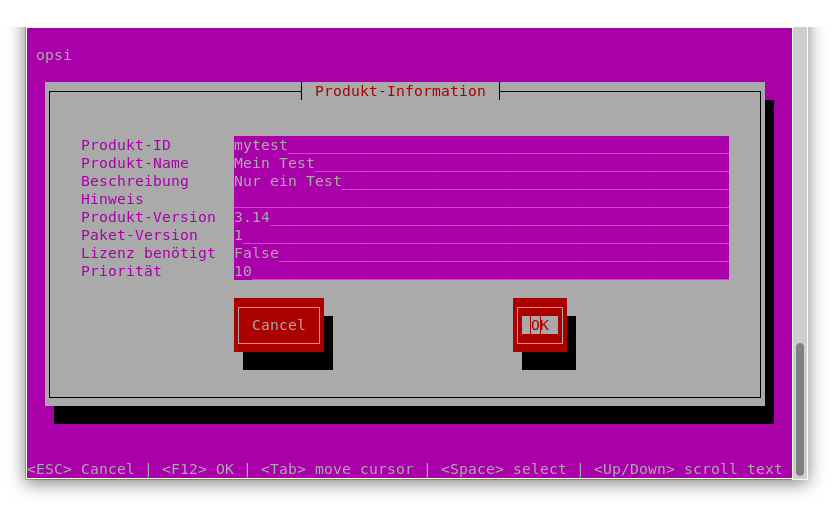 opsi
Produkt-Information
Produkt-ID mytest
Produkt-Name Mein Test
Beschreibung Nur ein Test
Hinweis
Produkt-Version 3.14
Paket-Version 1
Lizenz benötigt False
Priorität 10
Cancel OK
<ESC> Cancel | <F12> OK | <Tab> move cursor | <Space> select | <Up/Down> scroll text